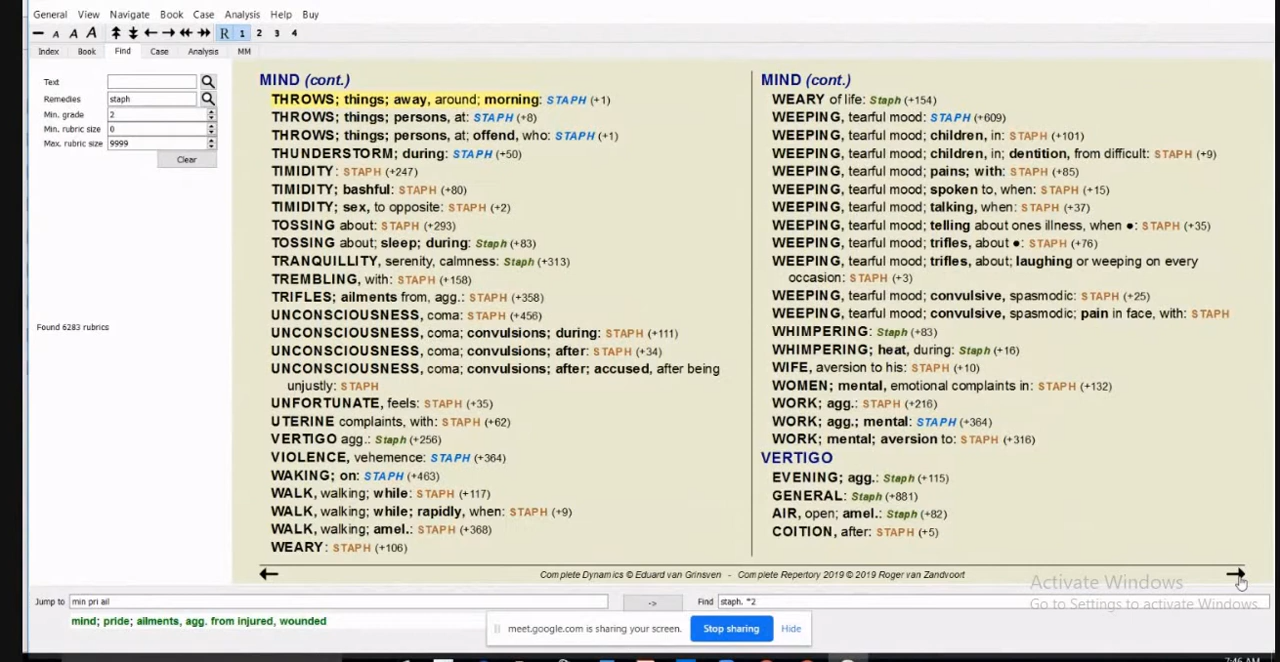 General View Navigate Book Case Analysis Help Buy
A A A R 1 2 3 4
Index Book Find Case Analysis MM
Text
Remedies staph
Min. grade 2
Min. rubric size 0
Max. rubric size 9999
Clear
Found 6283 rubrics
MIND (cont.)
THROWS; things; away, around; morning: STAPH (+1)
THROWS; things; persons, at: STAPH (+8)
THROWS; things; persons, at; offend, who: STAPH (+1)
THUNDERSTORM; during: STAPH (+50)
TIMIDITY: STAPH (+247)
TIMIDITY; bashful: STAPH (+80)
TIMIDITY; sex, to opposite: STAPH (+2)
TOSSING about: STAPH (+293)
TOSSING about; sleep; during: Staph (+83)
TRANQUILLITY, serenity, calmness: Staph (+313)
TREMBLING, with: STAPH (+158)
TRIFLES; ailments from, agg.: STAPH (+358)
UNCONSCIOUSNESS, coma: STAPH (+456)
UNCONSCIOUSNESS, coma; convulsions; during: STAPH (+111)
UNCONSCIOUSNESS, coma; convulsions; after: STAPH (+34)
UNCONSCIOUSNESS, coma; convulsions; after; accused, after being
unjustly: STAPH
UNFORTUNATE, feels: STAPH (+35)
UTERINE complaints, with: STAPH (+62)
VERTIGO agg.: Staph (+256)
VIOLENCE, vehemence: STAPH (+364)
WAKING; on: STAPH (+463)
WALK, walking; while: STAPH (+117)
WALK, walking; while; rapidly, when: STAPH (+9)
WALK, walking; amel.: STAPH (+368)
WEARY: STAPH (+106)
MIND (cont.)
WEARY of life: Staph (+154)
WEEPING, tearful mood: STAPH (+609)
WEEPING, tearful mood; children, in: STAPH (+101)
WEEPING, tearful mood; children, in; dentition, from difficult: STAPH (+9)
WEEPING, tearful mood; pains; with: STAPH (+85)
WEEPING, tearful mood; spoken to, when: STAPH (+15)
WEEPING, tearful mood; talking, when: STAPH (+37)
WEEPING, tearful mood; telling about ones illness, when ●: STAPH (+35)
WEEPING, tearful mood; trifles, about ●: STAPH (+76)
WEEPING, tearful mood; trifles, about; laughing or weeping on every
occasion: STAPH (+3)
WEEPING, tearful mood; convulsive, spasmodic: STAPH (+25)
WEEPING, tearful mood; convulsive, spasmodic; pain in face, with: STAPH
WHIMPERING: Staph (+83)
WHIMPERING; heat, during: Staph (+16)
WIFE, aversion to his: STAPH (+10)
WOMEN; mental, emotional complaints in: STAPH (+132)
WORK; agg.: STAPH (+216)
WORK; agg.; mental: STAPH (+364)
WORK; mental; aversion to: STAPH (+316)
VERTIGO
EVENING; agg.: Staph (+115)
GENERAL: Staph (+881)
AIR, open; amel.: Staph (+82)
COITION, after: STAPH (+5)
Complete Dynamics © Eduard van Grinsven - Complete Repertory 2019 © 2019 Roger van Zandvoort
Activate Windows
Go to Settings to activate Windows.
Jump to min pri ail -> Find staph. *2
mind; pride; ailments, agg. from injured, wounded
meet.google.com is sharing your screen. Stop sharing Hide
7:46 AM